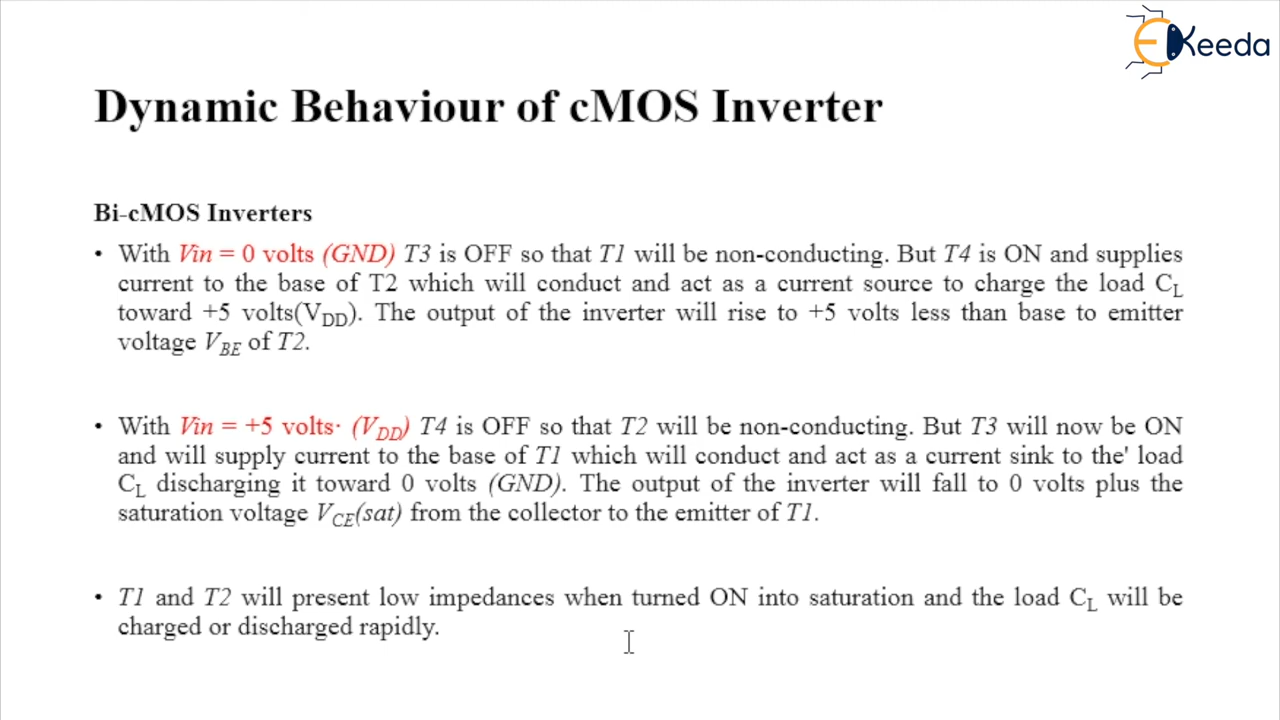 EKeeda
Dynamic Behaviour of cMOS Inverter
Bi-cMOS Inverters
• With Vin = 0 volts (GND) T3 is OFF so that T1 will be non-conducting. But T4 is ON and supplies
current to the base of T2 which will conduct and act as a current source to charge the load CL
toward +5 volts(VDD). The output of the inverter will rise to +5 volts less than base to emitter
voltage VBE of T2.
• With Vin = +5 volts· (VDD) T4 is OFF so that T2 will be non-conducting. But T3 will now be ON
and will supply current to the base of T1 which will conduct and act as a current sink to the' load
CL discharging it toward 0 volts (GND). The output of the inverter will fall to 0 volts plus the
saturation voltage VCE(sat) from the collector to the emitter of T1.
• T1 and T2 will present low impedances when turned ON into saturation and the load CL will be
charged or discharged rapidly.